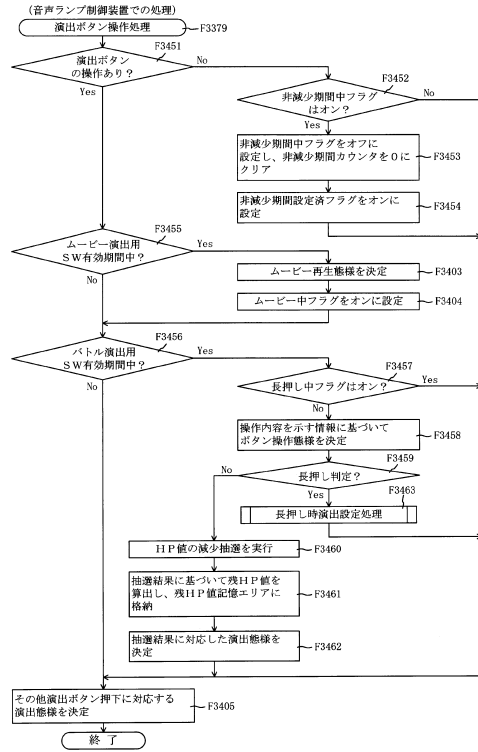 (音声ランプ制御装置での処理)
演出ボタン操作処理
F3379
F3451
演出ボタン
の操作あり?
No
Yes
F3452
非減少期間中フラグ
はオン?
No
Yes
非減少期間中フラグをオフに
設定し、非減少期間カウンタを0に
クリア
F3453
非減少期間設定済フラグをオンに
設定
F3454
F3455
ムービー演出用
SW有効期間中?
Yes
No
ムービー再生態様を決定
F3403
ムービー中フラグをオンに設定
F3404
F3456
バトル演出用
SW有効期間中?
Yes
No
F3457
長押し中フラグはオン?
Yes
No
操作内容を示す情報に基づいて
ボタン操作態様を決定
F3458
F3459
長押し判定?
No
Yes
F3463
長押し時演出設定処理
HP値の減少抽選を実行
F3460
抽選結果に基づいて残HP値を
算出し、残HP値記憶エリアに
格納
F3461
抽選結果に対応した演出態様を
決定
F3462
その他演出ボタン押下に対応する
演出態様を決定
F3405
終了